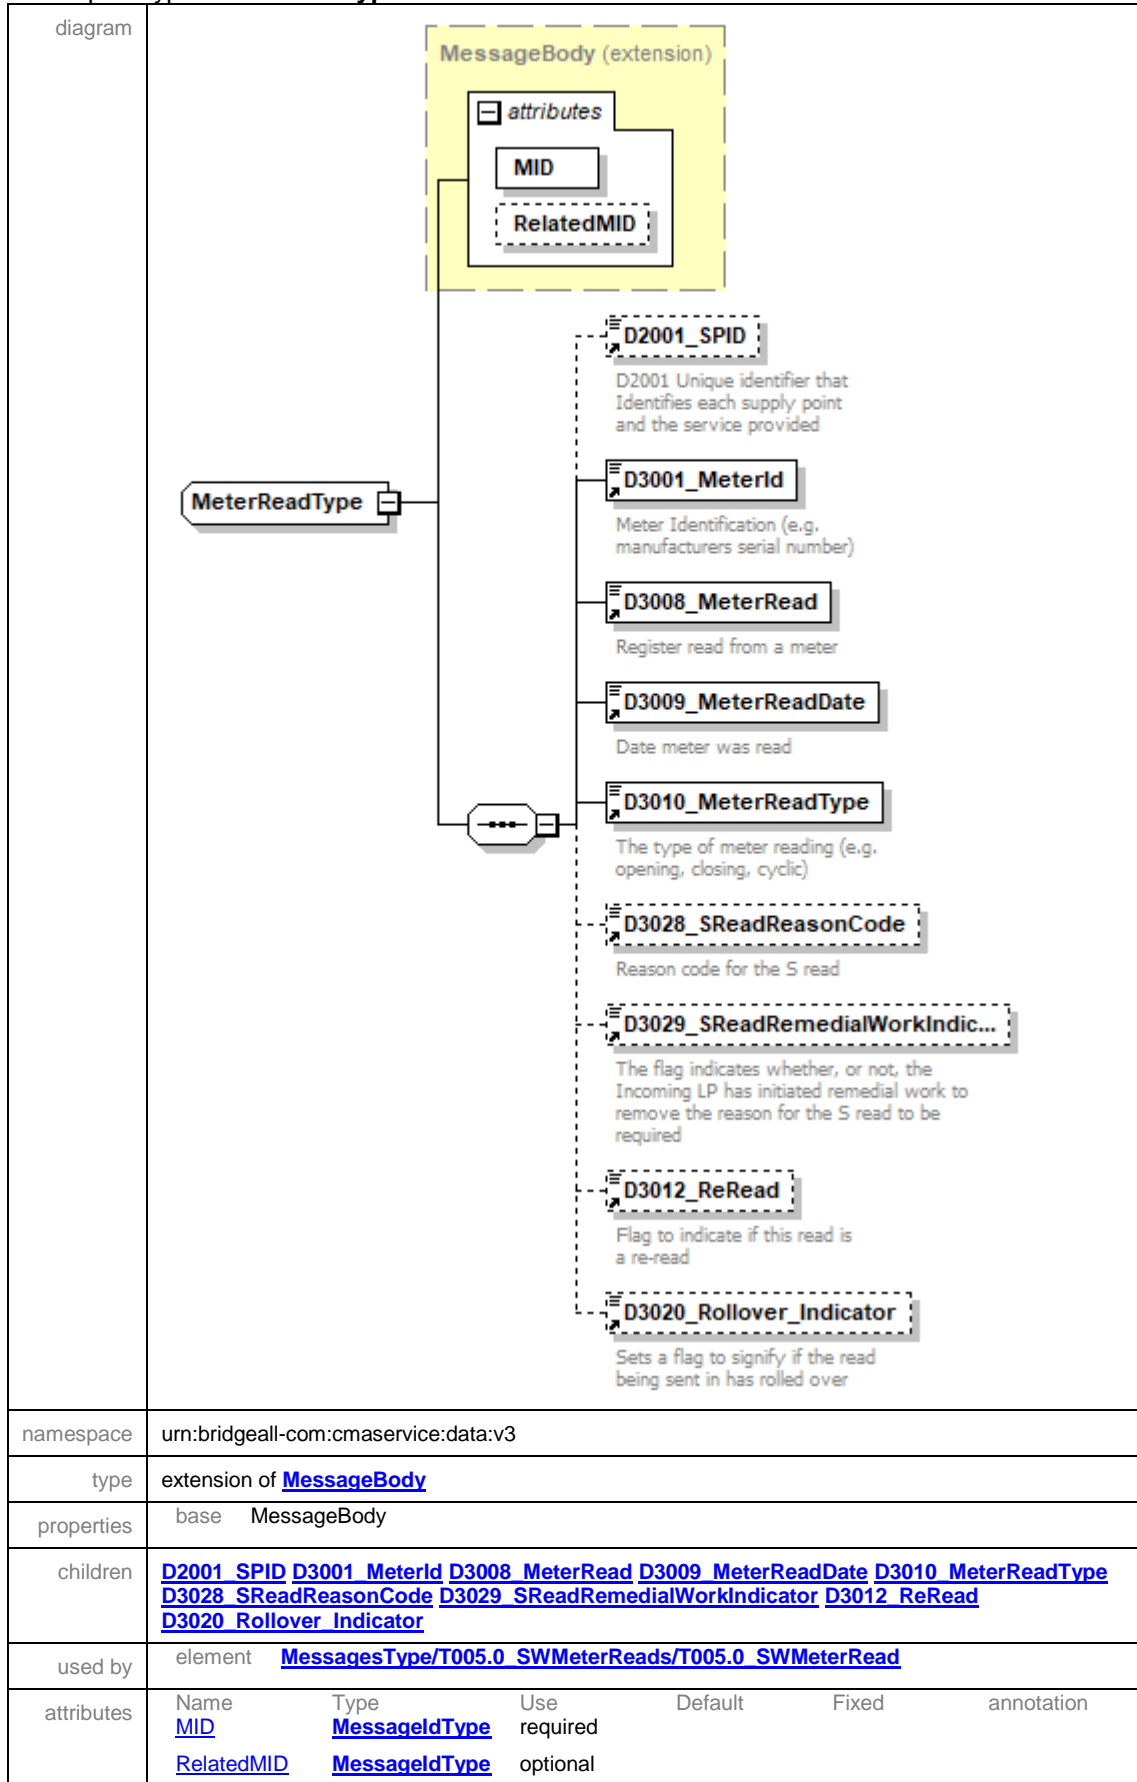 diagram
MessageBody (extension)
attributes
MID
RelatedMID
D2001_SPID
D2001 Unique identifier that
Identifies each supply point
and the service provided
D3001_MeterId
Meter Identification (e.g.
manufacturers serial number)
MeterReadType
D3008_MeterRead
Register read from a meter
D3009_MeterReadDate
Date meter was read
D3010_MeterReadType
The type of meter reading (e.g.
opening, closing, cyclic)
D3028_SReadReasonCode
Reason code for the S read
D3029_SReadRemedialWorkIndic...
The flag indicates whether, or not, the
Incoming LP has initiated remedial work to
remove the reason for the S read to be
required
D3012_ReRead
Flag to indicate if this read is
a re-read
D3020_Rollover_Indicator
Sets a flag to signify if the read
being sent in has rolled over
namespace urn:bridgeall-com:cmaservice:data:v3
type extension of MessageBody
properties base MessageBody
children D2001_SPID D3001_MeterId D3008_MeterRead D3009_MeterReadDate D3010_MeterReadType
D3028_SReadReasonCode D3029_SReadRemedialWorkIndicator D3012_ReRead
D3020_Rollover_Indicator
used by element MessagesType/T005.0_SWMeterReads/T005.0_SWMeterRead
attributes Name Type Use Default Fixed annotation
MID MessageIdType required
RelatedMID MessageIdType optional